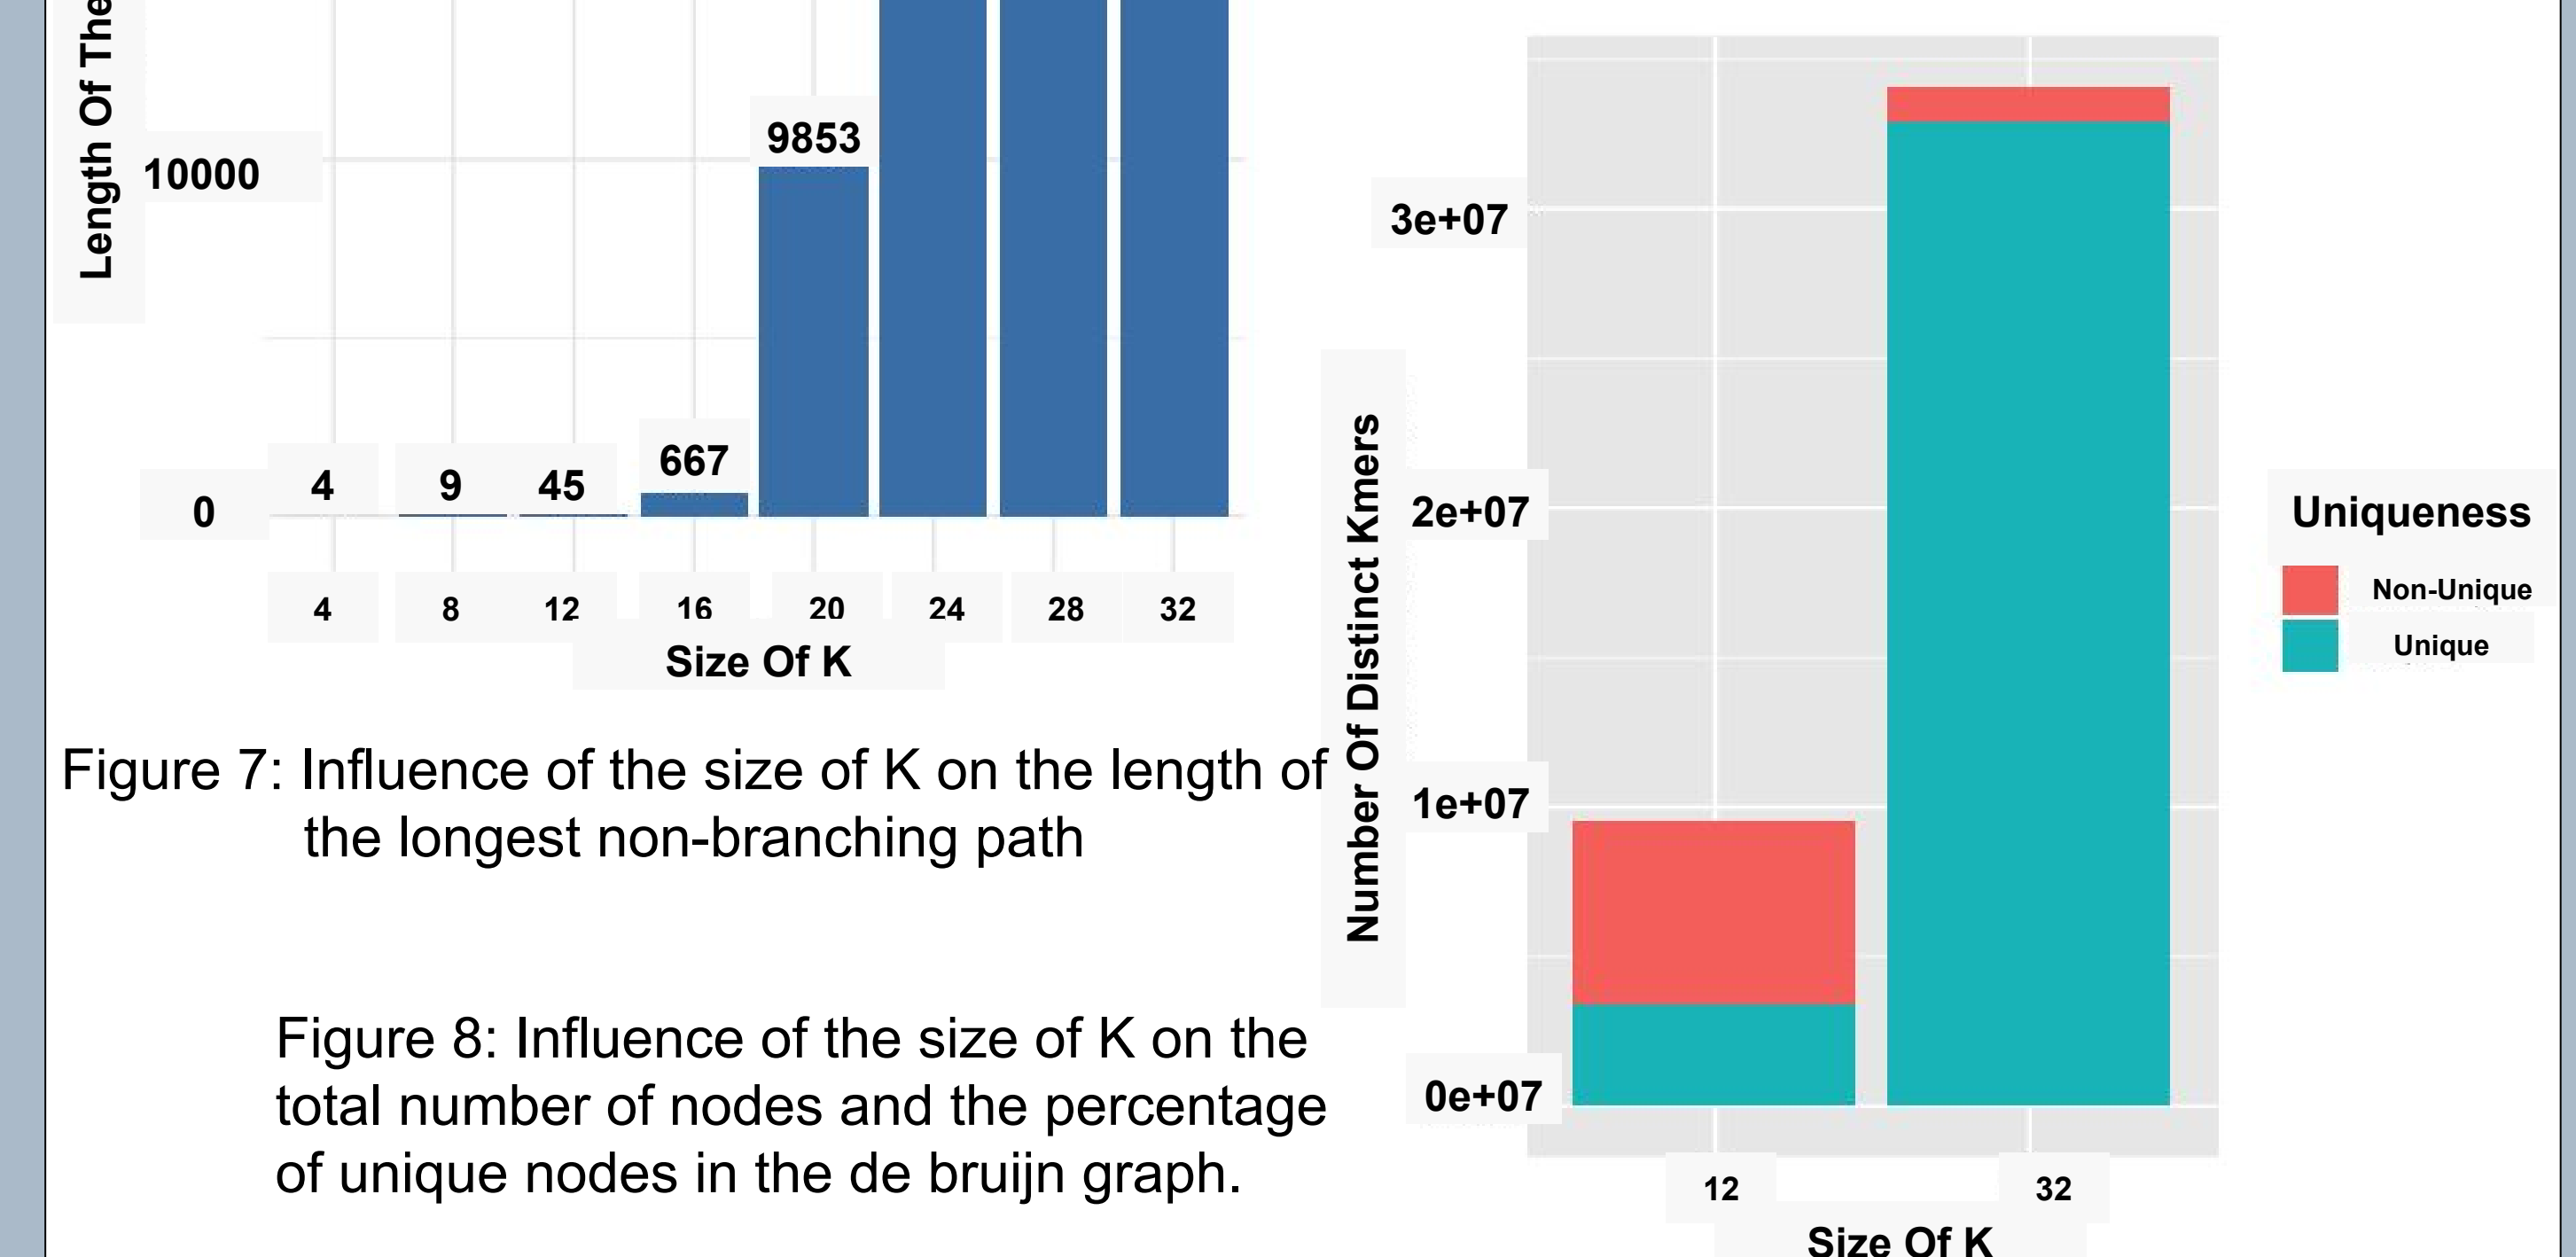 Length Of The
10000
0
4
9
45
667
9853
4 8 12 16 20 24 28 32
Size Of K
Figure 7: Influence of the size of K on the length of
the longest non-branching path
Figure 8: Influence of the size of K on the
total number of nodes and the percentage
of unique nodes in the de bruijn graph.
Number Of Distinct Kmers
3e+07
2e+07
1e+07
0e+07
12 32
Size Of K
Uniqueness
Non-Unique
Unique